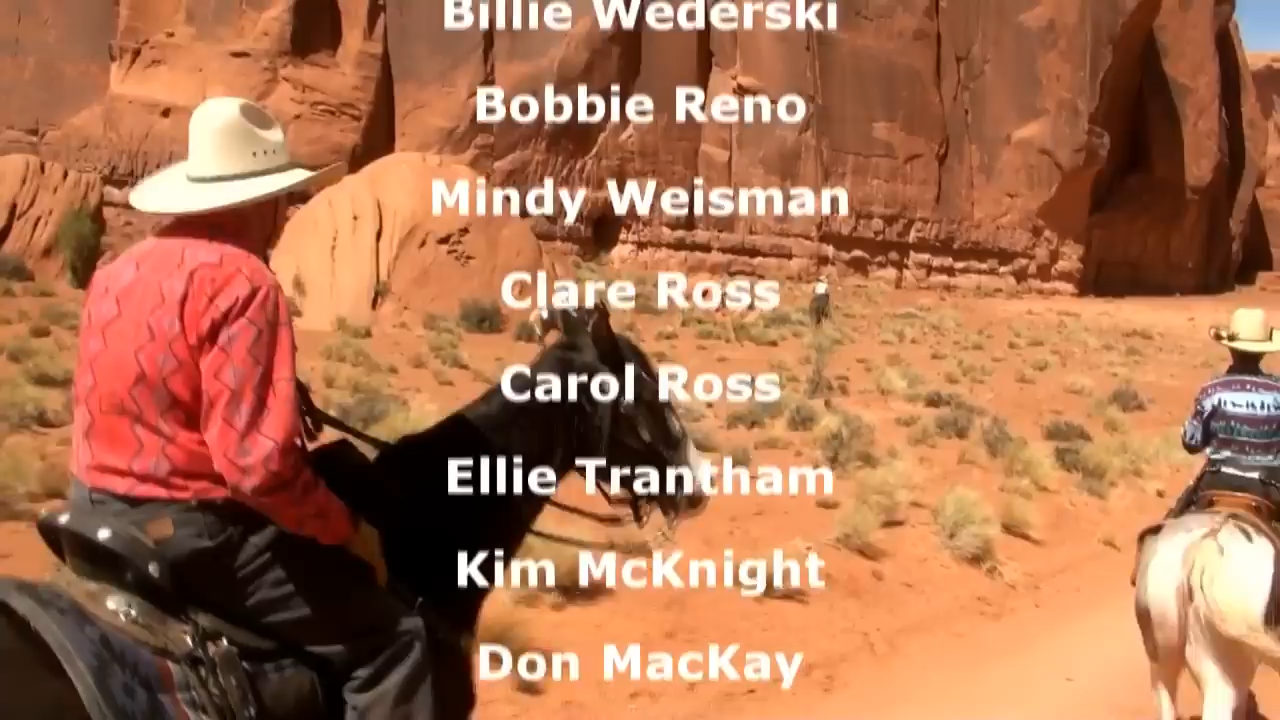 Billie Wederski
Bobbie Reno
Mindy Weisman
Clare Ross
Carol Ross
Ellie Trantham
Kim McKnight
Don MacKay